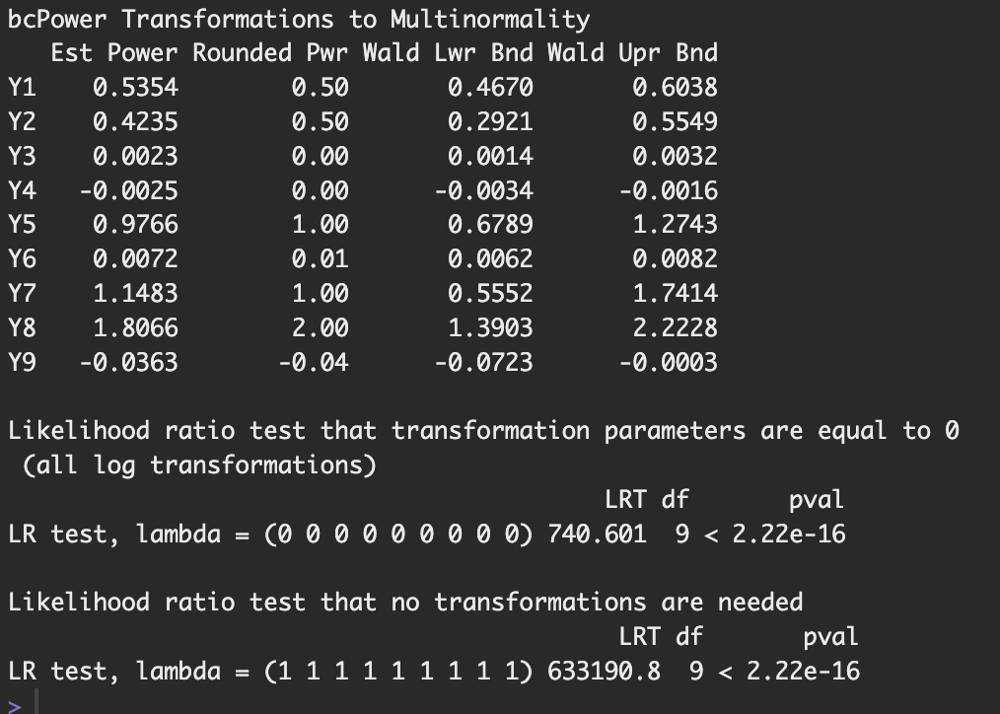 bcPower Transformations to Multinormality
   Est Power Rounded Pwr Wald Lwr Bnd Wald Upr Bnd
Y1    0.5354        0.50       0.4670       0.6038
Y2    0.4235        0.50       0.2921       0.5549
Y3    0.0023        0.00       0.0014       0.0032
Y4   -0.0025        0.00      -0.0034      -0.0016
Y5    0.9766        1.00       0.6789       1.2743
Y6    0.0072        0.01       0.0062       0.0082
Y7    1.1483        1.00       0.5552       1.7414
Y8    1.8066        2.00       1.3903       2.2228
Y9   -0.0363       -0.04      -0.0723      -0.0003

Likelihood ratio test that transformation parameters are equal to 0
 (all log transformations)
                                          LRT df       pval
LR test, lambda = (0 0 0 0 0 0 0 0 0) 740.601  9 < 2.22e-16

Likelihood ratio test that no transformations are needed
                                           LRT df       pval
LR test, lambda = (1 1 1 1 1 1 1 1 1) 633190.8  9 < 2.22e-16
>